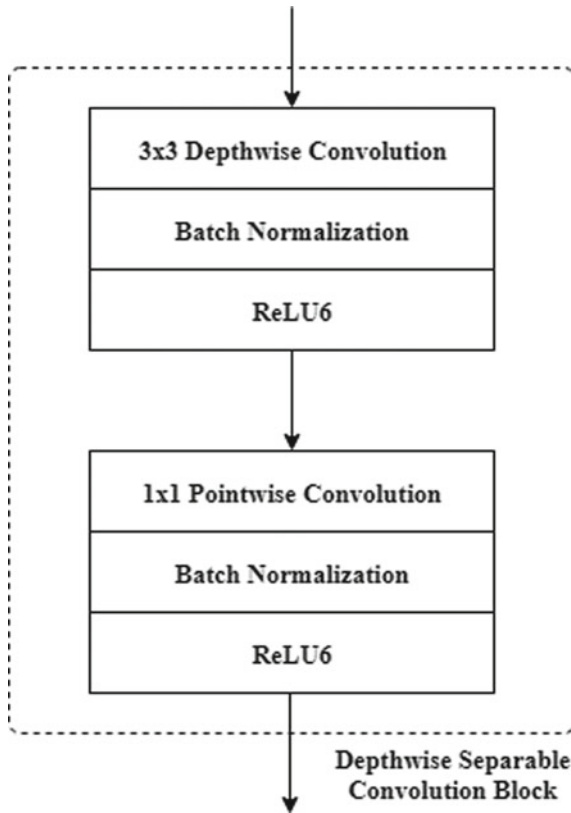 3x3 Depthwise Convolution
Batch Normalization
ReLU6
1x1 Pointwise Convolution
Batch Normalization
ReLU6
Depthwise Separable
Convolution Block